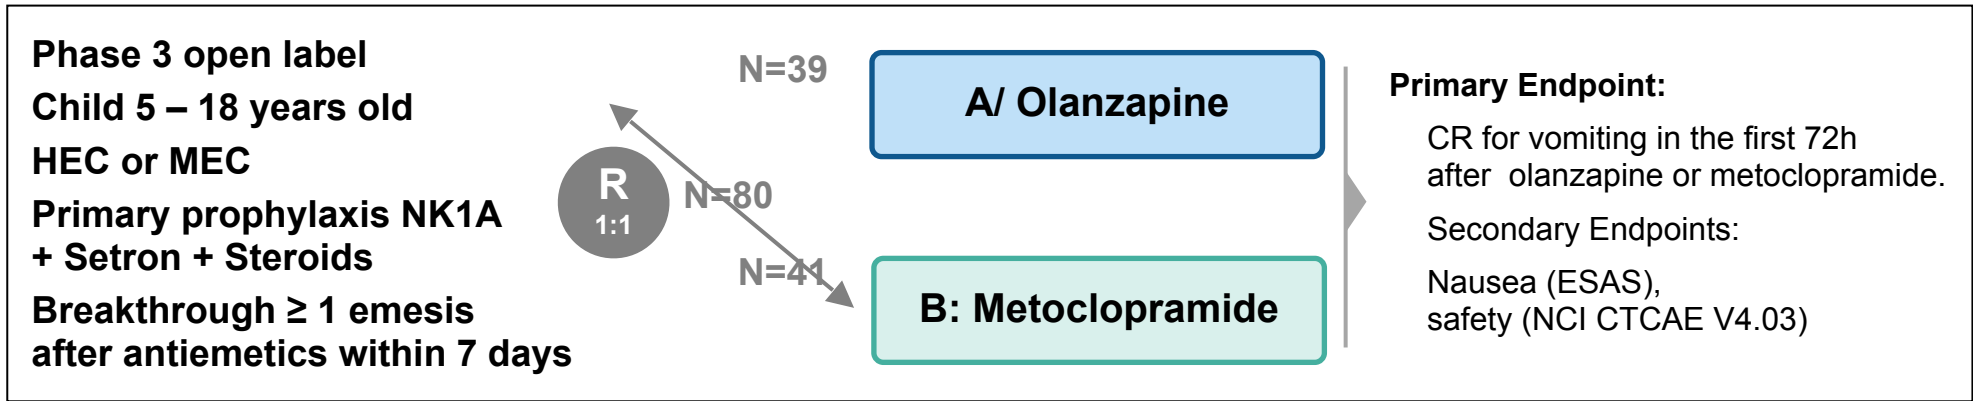 Phase 3 open label
Child 5 – 18 years old
HEC or MEC
Primary prophylaxis NK1A
+ Setron + Steroids
Breakthrough ≥ 1 emesis
after antiemetics within 7 days
R
1:1
N=80
N=39
N=41
A/ Olanzapine
B: Metoclopramide
Primary Endpoint:
CR for vomiting in the first 72h
after  olanzapine or metoclopramide.
Secondary Endpoints:
Nausea (ESAS),
safety (NCI CTCAE V4.03)